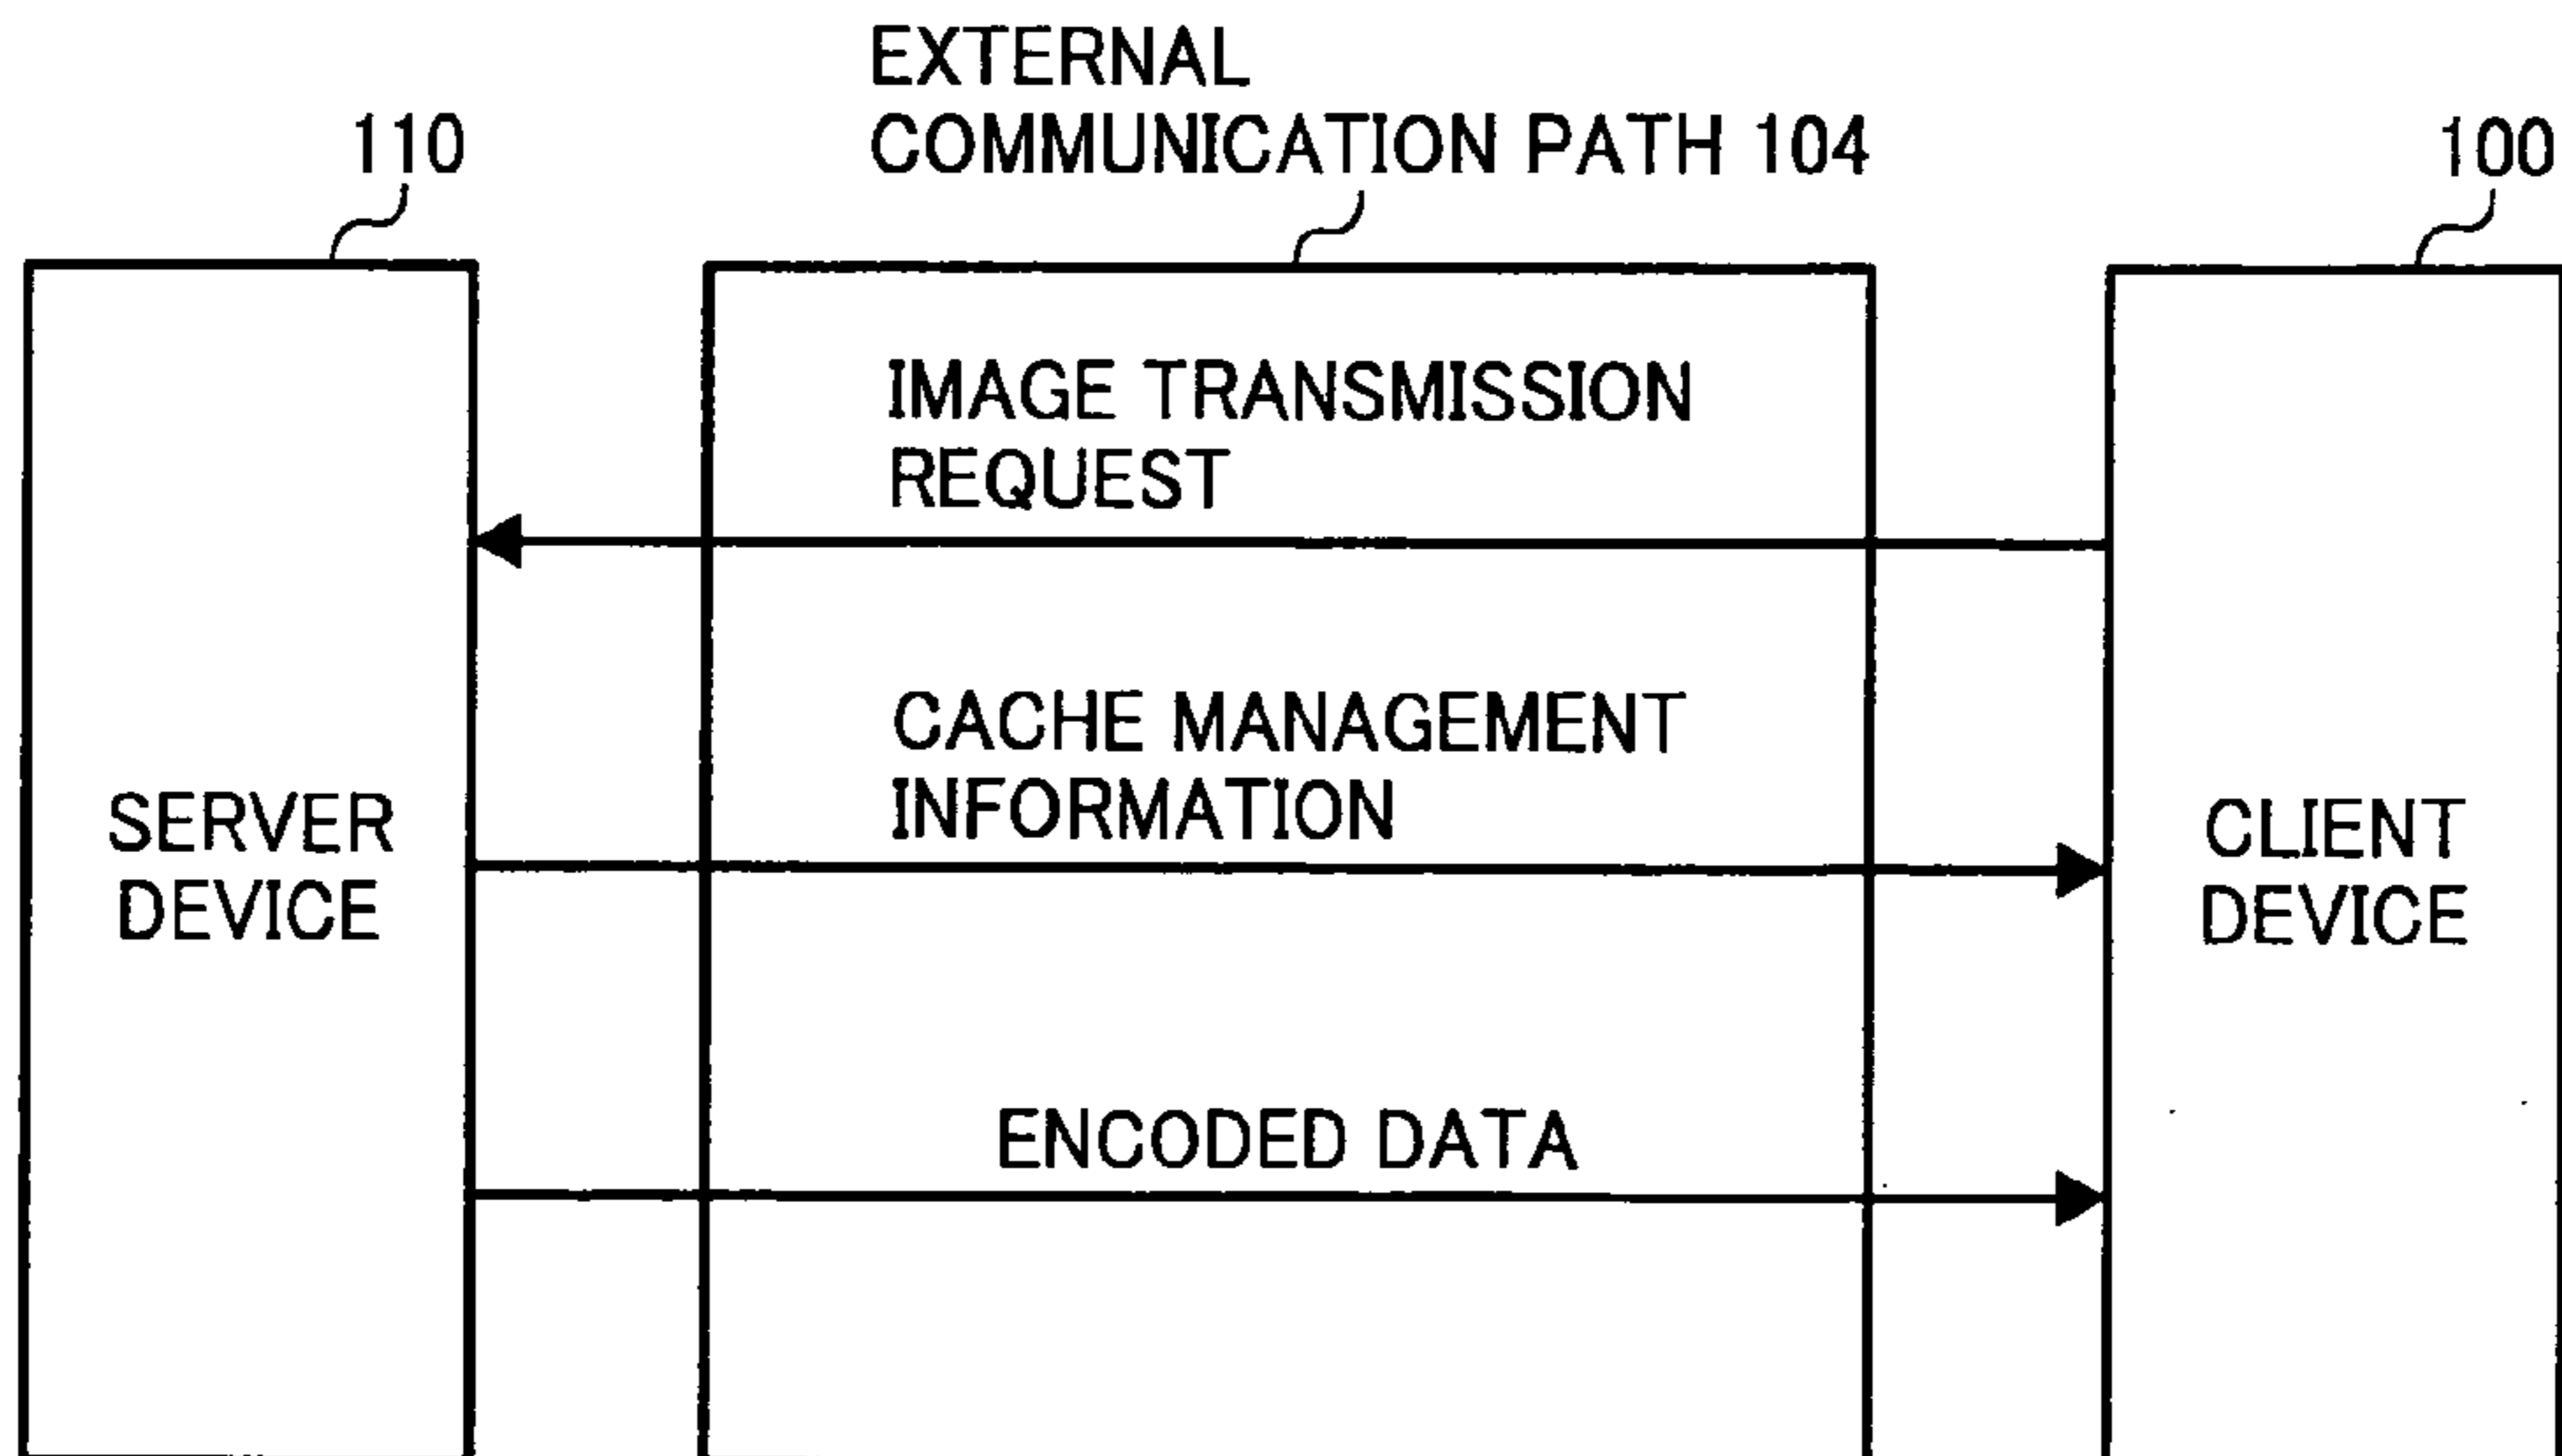 EXTERNAL
COMMUNICATION PATH 104
110
100
IMAGE TRANSMISSION
REQUEST
CACHE MANAGEMENT
INFORMATION
SERVER
DEVICE
CLIENT
DEVICE
ENCODED DATA